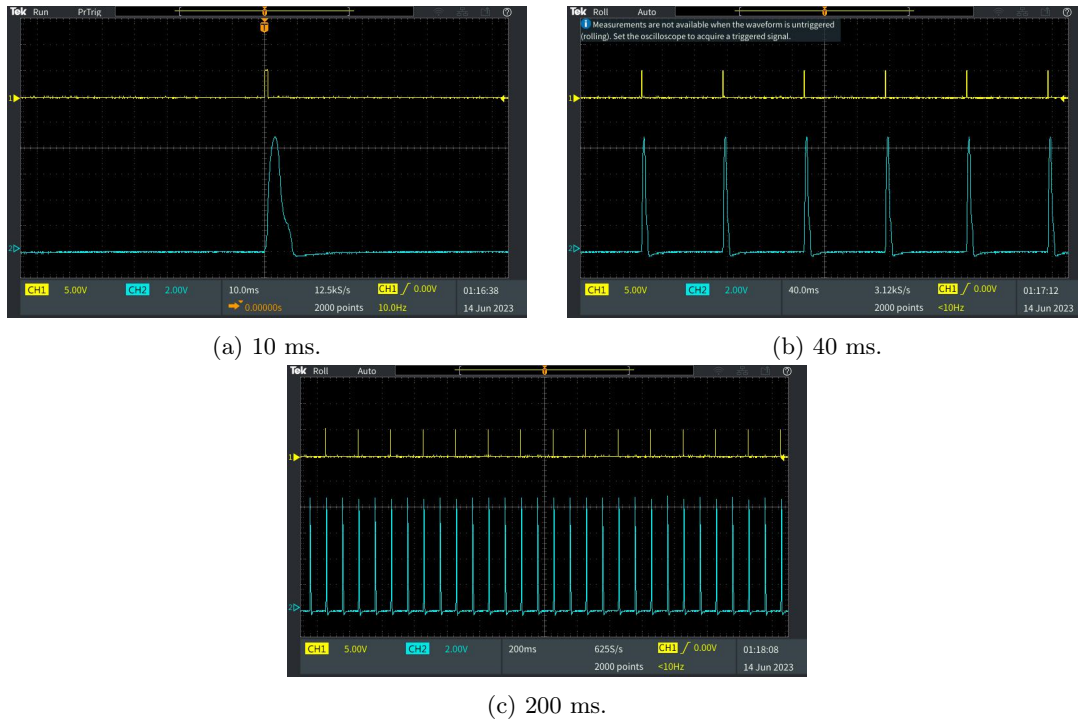 Tek Run PrTrig
T
1
2
CH1 5.00V CH2 2.00V 10.0ms 12.5kS/s CH1 0.00V 01:16:38
0.00000s 2000 points 10.0Hz 14 Jun 2023
(a) 10 ms.
Tek Roll Auto
Measurements are not available when the waveform is untriggered
(rolling). Set the oscilloscope to acquire a triggered signal.
1
2
CH1 5.00V CH2 2.00V 40.0ms 3.12kS/s CH1 0.00V 01:17:12
2000 points <10Hz 14 Jun 2023
(b) 40 ms.
Tek Roll Auto
1
2
CH1 5.00V CH2 2.00V 200ms 625S/s CH1 0.00V 01:18:08
2000 points <10Hz 14 Jun 2023
(c) 200 ms.